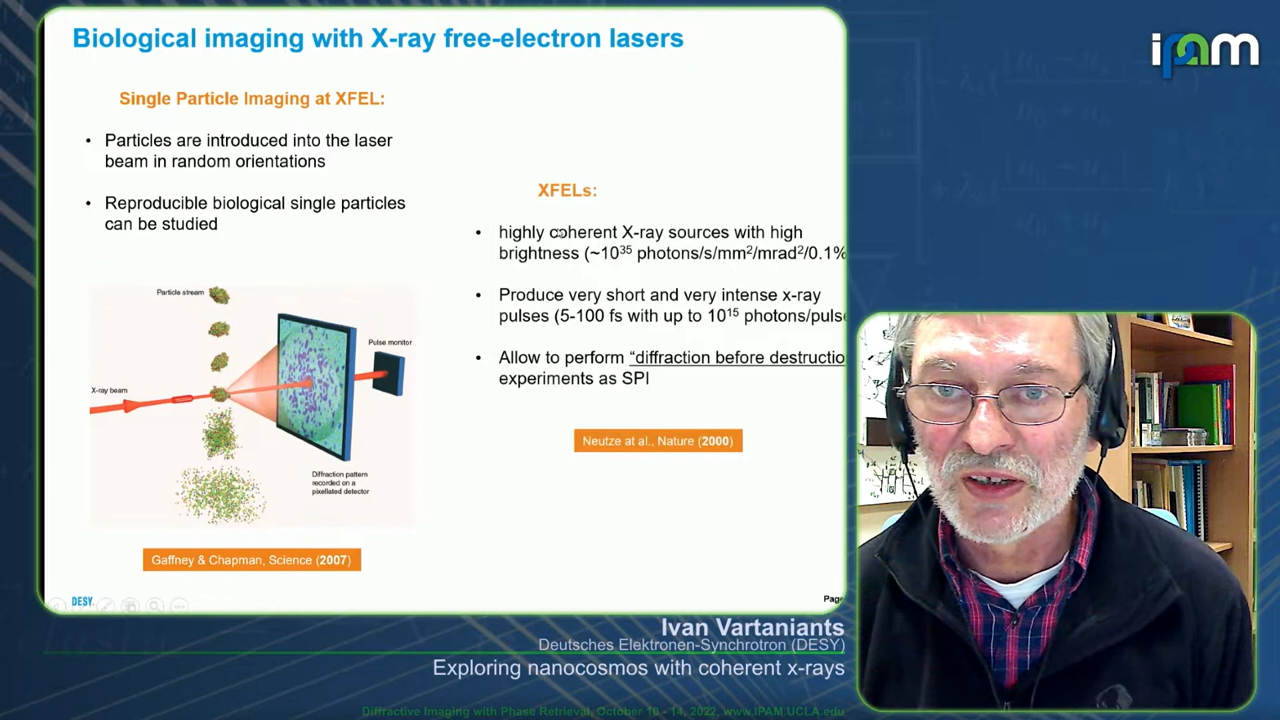 Biological imaging with X-ray free-electron lasers
ipam
Single Particle Imaging at XFEL:
• Particles are introduced into the laser
beam in random orientations
• Reproducible biological single particles
can be studied
XFELs:
• highly coherent X-ray sources with high
brightness (~10³⁵ photons/s/mm²/mrad²/0.1%
• Produce very short and very intense x-ray
pulses (5-100 fs with up to 10¹⁵ photons/pulse
• Allow to perform “diffraction before destructio
experiments as SPI
Neutze at al., Nature (2000)
Particle stream
Pulse monitor
X-ray beam
Diffraction pattern
recorded on a
pixellated detector
Gaffney & Chapman, Science (2007)
DESY.
Page
Ivan Vartaniants
Deutsches Elektronen-Synchrotron (DESY)
Exploring nanocosmos with coherent x-rays
Diffractive Imaging with Phase Retrieval, October 10 - 14, 2022, www.IPAM.UCLA.edu